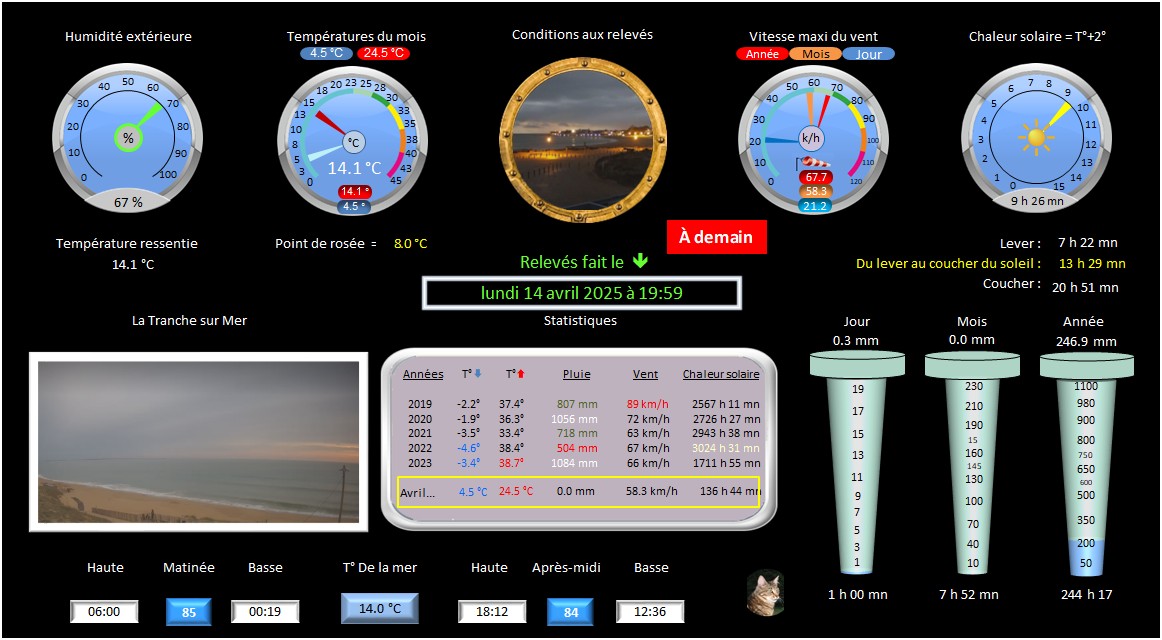 Humidité extérieure
Températures du mois
4.5 °C 24.5 °C
Conditions aux relevés
Vitesse maxi du vent
Année Mois Jour
Chaleur solaire = T°+2°
0 10 20 30 40 50 60 70 80 90 100
%
67 %
0 3 5 8 10 13 15 18 20 23 25 28 30 33 35 38 40 43 45
°C
14.1 °C
14.1 °
4.5 °
0 10 20 30 40 50 60 70 80 90 100 110 120
k/h
67.7
58.3
21.2
0 1 2 3 4 5 6 7 8 9 10 11 12 13 14 15
9 h 26 mn
Température ressentie
14.1 °C
Point de rosée = 8.0 °C
À demain
Relevés fait le
lundi 14 avril 2025 à 19:59
Lever : 7 h 22 mn
Du lever au coucher du soleil : 13 h 29 mn
Coucher : 20 h 51 mn
La Tranche sur Mer
Statistiques
Années T° T° Pluie Vent Chaleur solaire
2019 -2.2° 37.4° 807 mm 89 km/h 2567 h 11 mn
2020 -1.9° 36.3° 1056 mm 72 km/h 2726 h 27 mn
2021 -3.5° 33.4° 718 mm 63 km/h 2943 h 38 mn
2022 -4.6° 38.4° 504 mm 67 km/h 3024 h 31 mn
2023 -3.4° 38.7° 1084 mm 66 km/h 1711 h 55 mn
Avril... 4.5 °C 24.5 °C 0.0 mm 58.3 km/h 136 h 44 mn
Jour
0.3 mm
19
17
15
13
11
9
7
5
3
1
1 h 00 mn
Mois
0.0 mm
230
210
190
15
160
145
130
100
70
40
10
7 h 52 mn
Année
246.9 mm
1100
980
900
800
750
650
600
500
350
200
50
244 h 17
Haute Matinée Basse
06:00 85 00:19
T° De la mer
14.0 °C
Haute Après-midi Basse
18:12 84 12:36